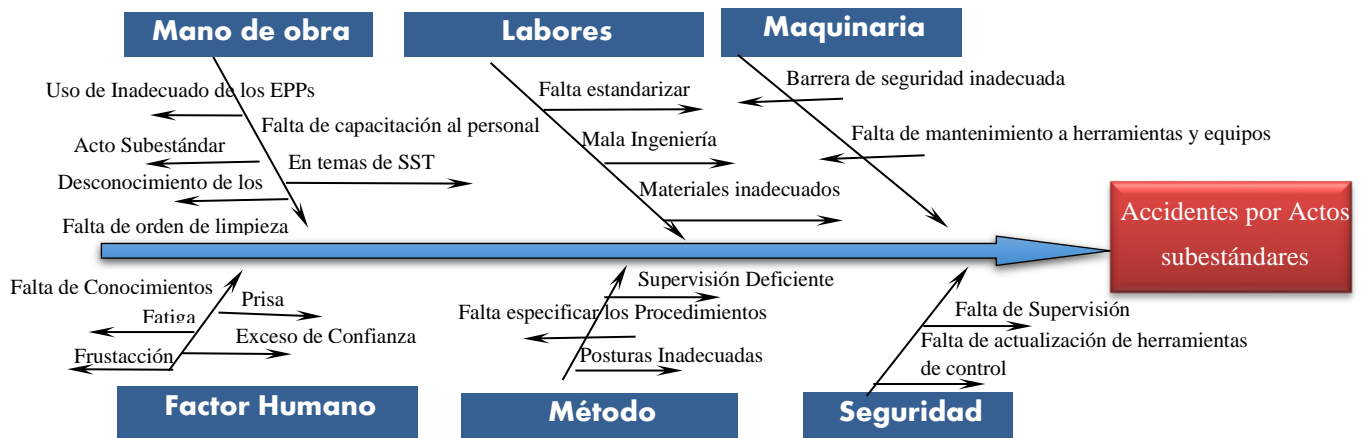 Mano de obra
Labores
Maquinaria
Uso de Inadecuado de los EPPs
Falta de capacitación al personal
Acto Subestándar
En temas de SST
Desconocimiento de los
Falta de orden de limpieza
Falta estandarizar
Mala Ingeniería
Materiales inadecuados
Barrera de seguridad inadecuada
Falta de mantenimiento a herramientas y equipos
Accidentes por Actos
subestándares
Falta de Conocimientos
Prisa
Fatiga
Exceso de Confianza
Frustacción
Supervisión Deficiente
Falta especificar los Procedimientos
Posturas Inadecuadas
Falta de Supervisión
Falta de actualización de herramientas
de control
Factor Humano
Método
Seguridad